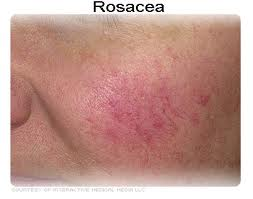 Rosacea
COURTESY OF INTERACTIVE MEDICAL MEDIA LLC